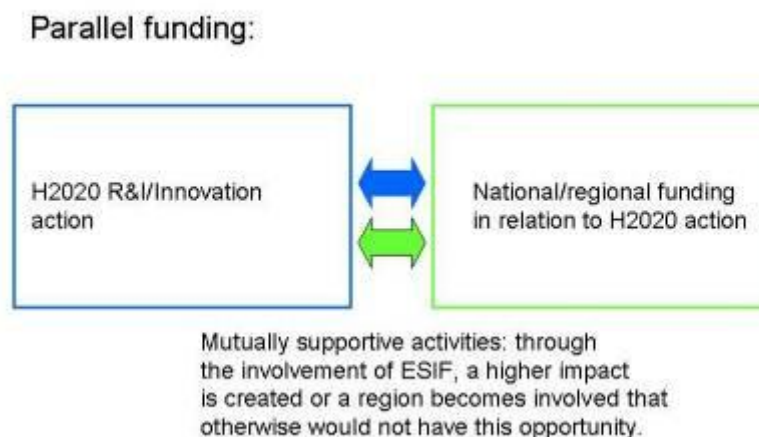 Parallel funding:
H2020 R&I/Innovation
action
National/regional funding
in relation to H2020 action
Mutually supportive activities: through
the involvement of ESIF, a higher impact
is created or a region becomes involved that
otherwise would not have this opportunity.